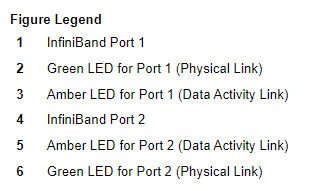 Figure Legend
1 InfiniBand Port 1
2 Green LED for Port 1 (Physical Link)
3 Amber LED for Port 1 (Data Activity Link)
4 InfiniBand Port 2
5 Amber LED for Port 2 (Data Activity Link)
6 Green LED for Port 2 (Physical Link)